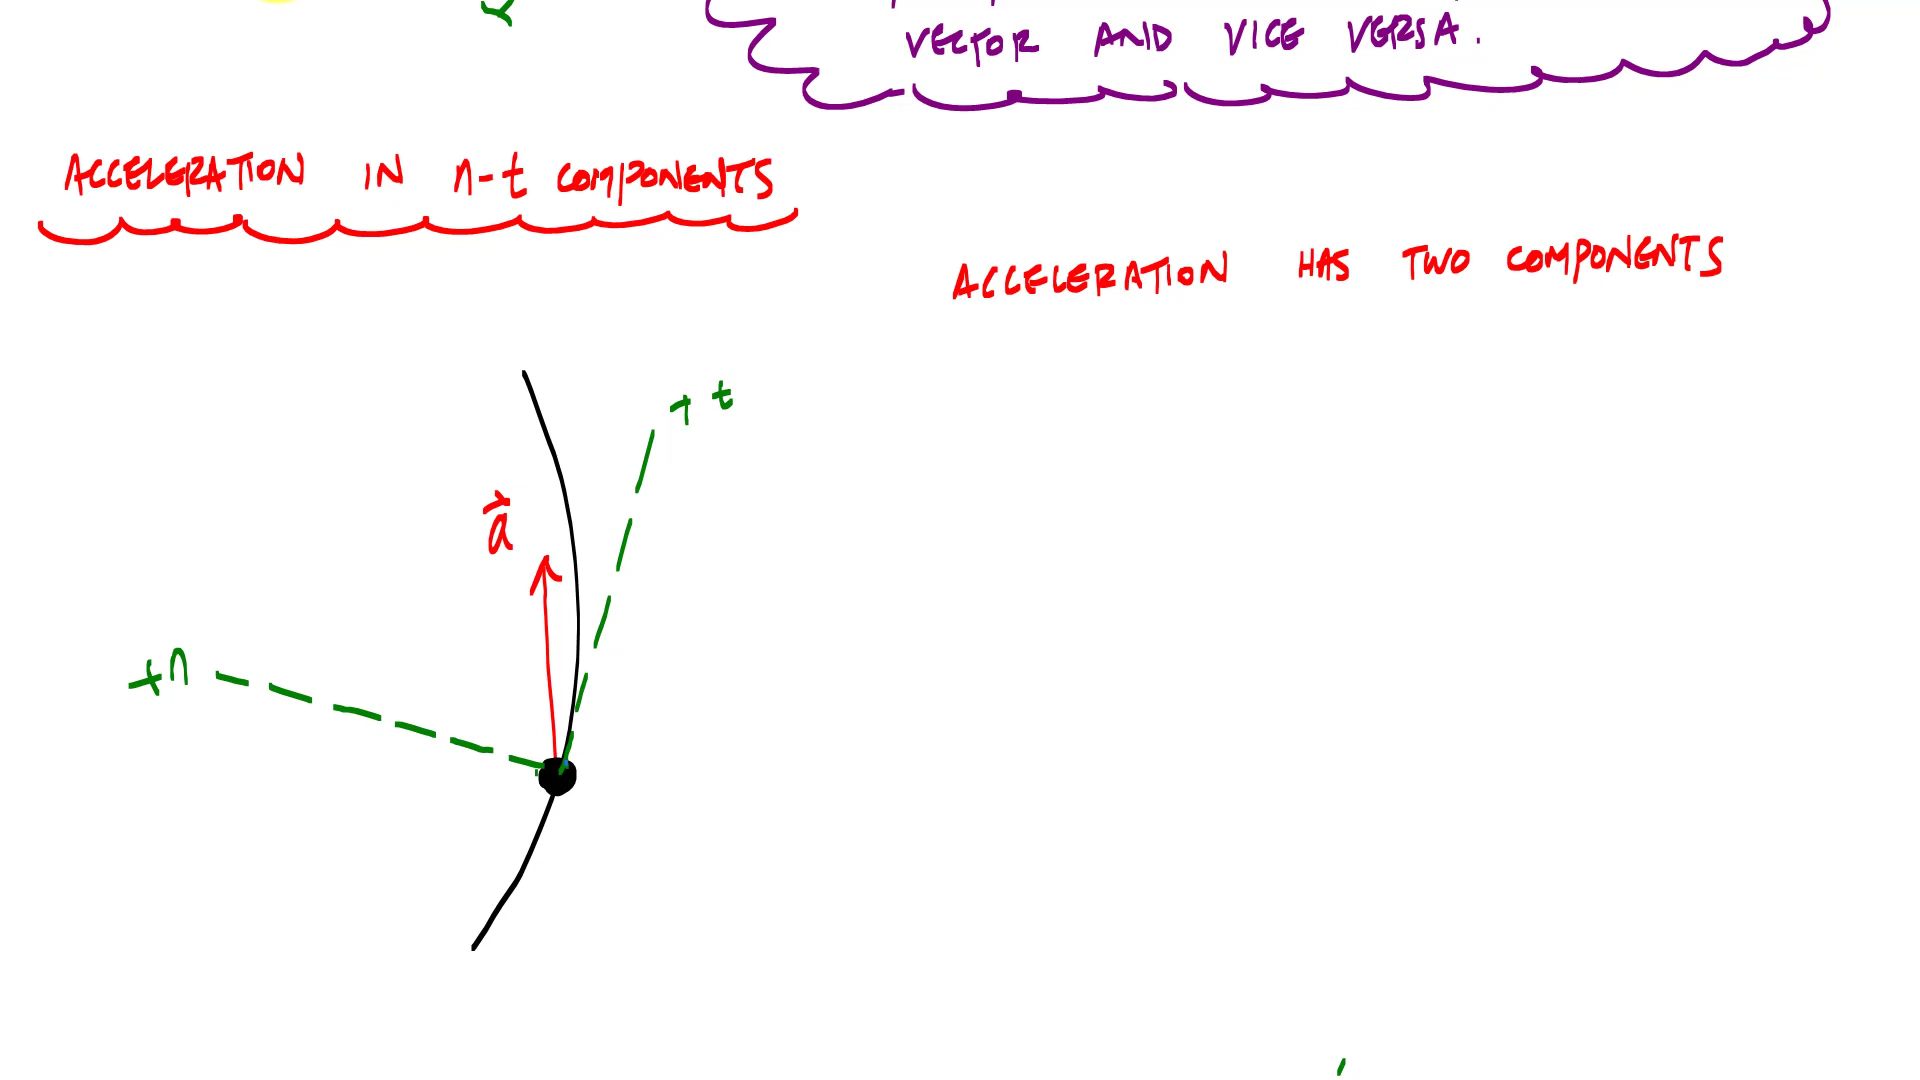 VECTOR AND VICE VERSA.
ACCELERATION IN n-t COMPONENTS
ACCELERATION HAS TWO COMPONENTS
+ t
a⃗
+n